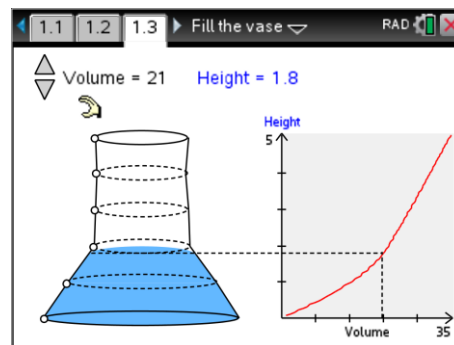 1.1 1.2 1.3 Fill the vase RAD
Volume = 21 Height = 1.8
Height
5
Volume 35